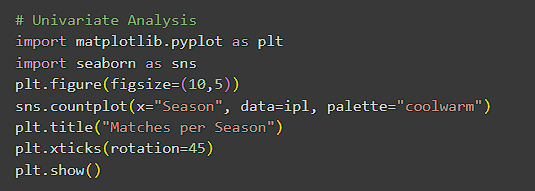 # Univariate Analysis
import matplotlib.pyplot as plt
import seaborn as sns
plt.figure(figsize=(10,5))
sns.countplot(x="Season", data=ipl, palette="coolwarm")
plt.title("Matches per Season")
plt.xticks(rotation=45)
plt.show()